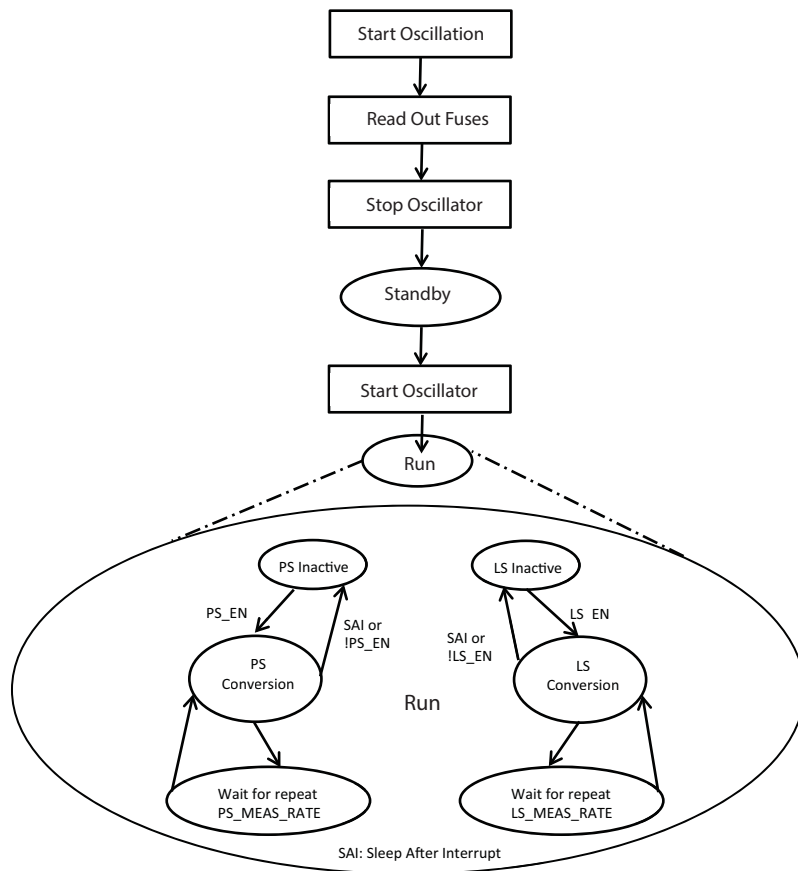 Start Oscillation
Read Out Fuses
Stop Oscillator
Standby
Start Oscillator
Run
PS Inactive
LS Inactive
PS_EN
SAI or
!PS_EN
SAI or
!LS_EN
LS_EN
PS
Conversion
Run
LS
Conversion
Wait for repeat
PS_MEAS_RATE
Wait for repeat
LS_MEAS_RATE
SAI: Sleep After Interrupt